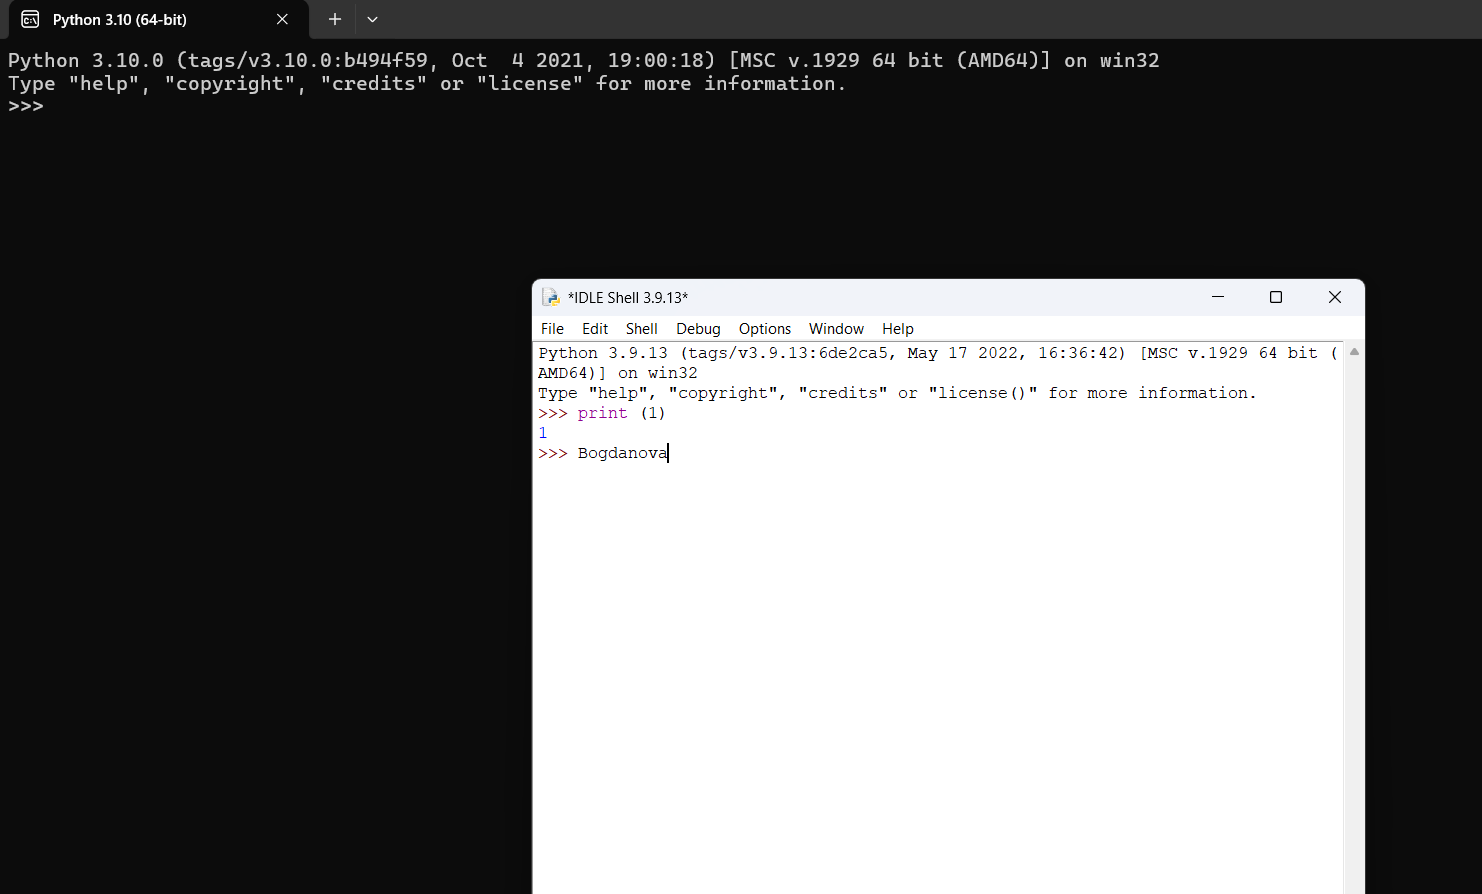 Python 3.10 (64-bit)
Python 3.10.0 (tags/v3.10.0:b494f59, Oct  4 2021, 19:00:18) [MSC v.1929 64 bit (AMD64)] on win32
Type "help", "copyright", "credits" or "license" for more information.
>>>
*IDLE Shell 3.9.13*
File Edit Shell Debug Options Window Help
Python 3.9.13 (tags/v3.9.13:6de2ca5, May 17 2022, 16:36:42) [MSC v.1929 64 bit (
AMD64)] on win32
Type "help", "copyright", "credits" or "license()" for more information.
>>> print (1)
1
>>> Bogdanova